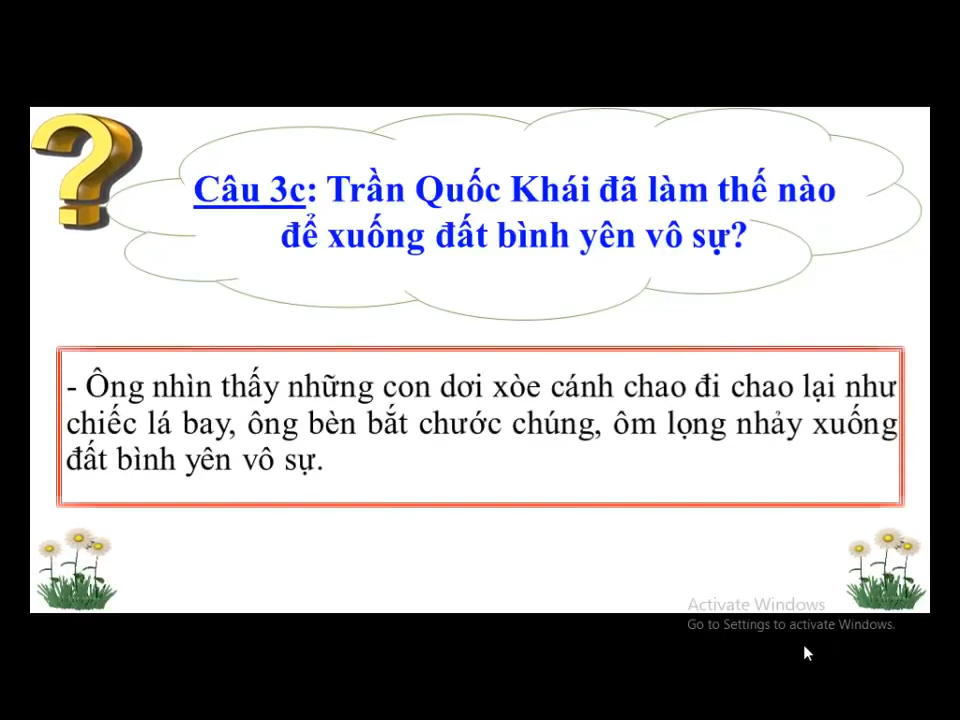 Câu 3c: Trần Quốc Khái đã làm thế nào
để xuống đất bình yên vô sự?
- Ông nhìn thấy những con dơi xòe cánh chao đi chao lại như
chiếc lá bay, ông bèn bắt chước chúng, ôm lọng nhảy xuống
đất bình yên vô sự.
Activate Windows
Go to Settings to activate Windows.